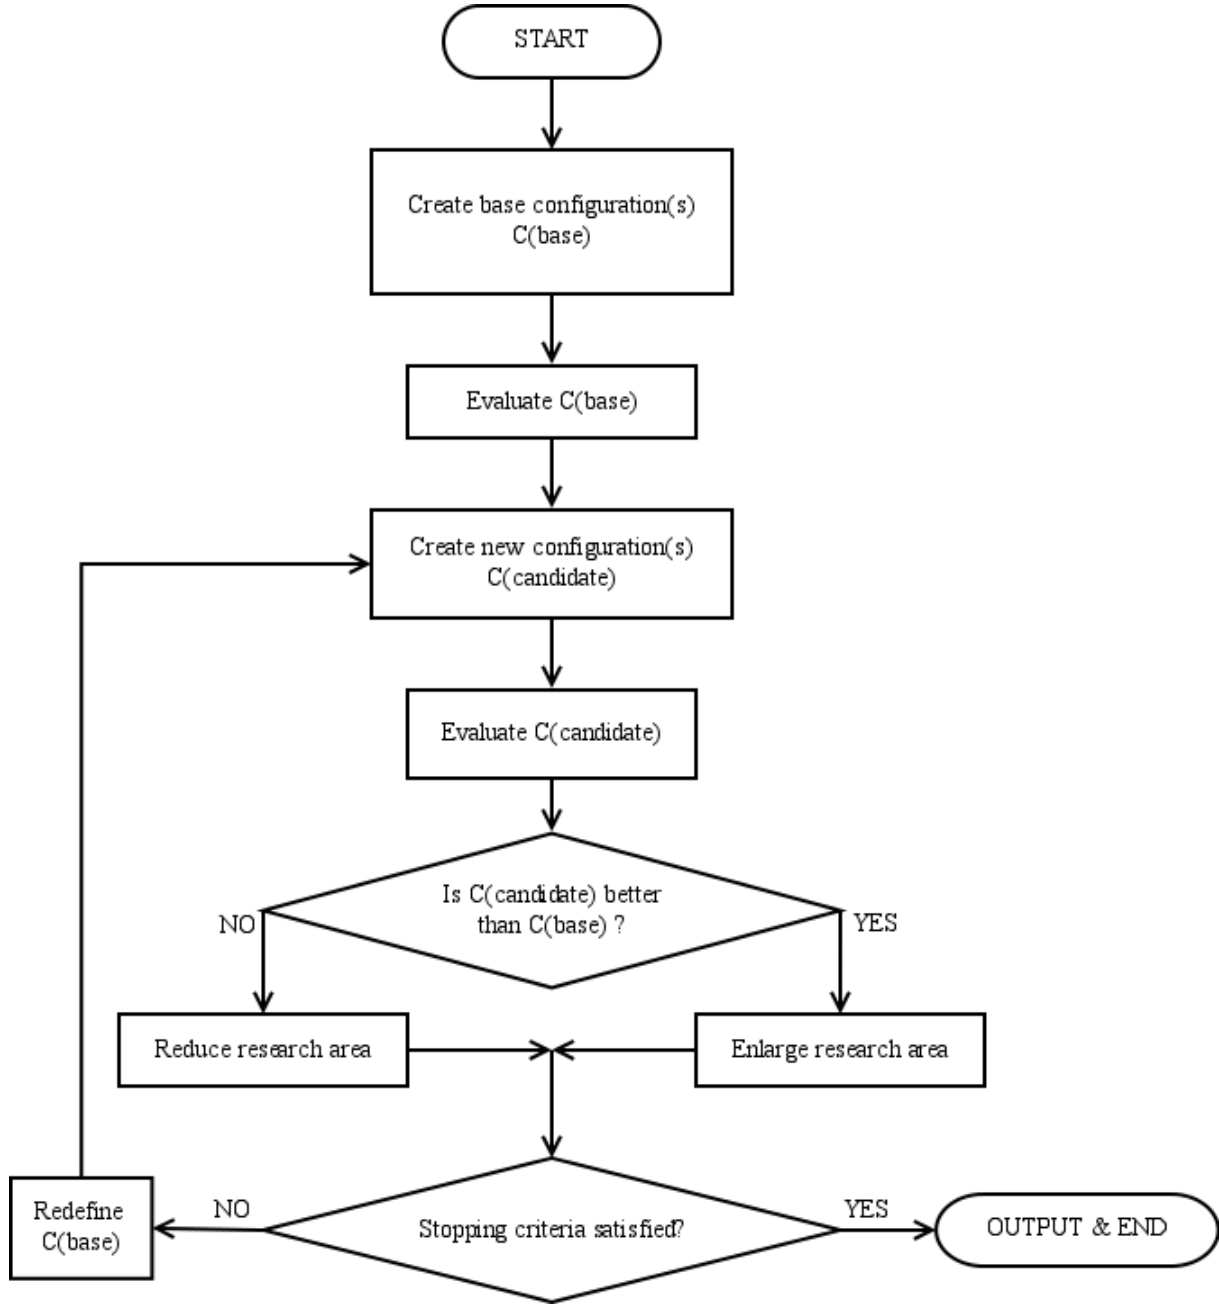 START
Create base configuration(s)
C(base)
Evaluate C(base)
Create new configuration(s)
C(candidate)
Evaluate C(candidate)
Is C(candidate) better
than C(base) ?
NO
YES
Reduce research area
Enlarge research area
Redefine
C(base)
NO
Stopping criteria satisfied?
YES
OUTPUT & END